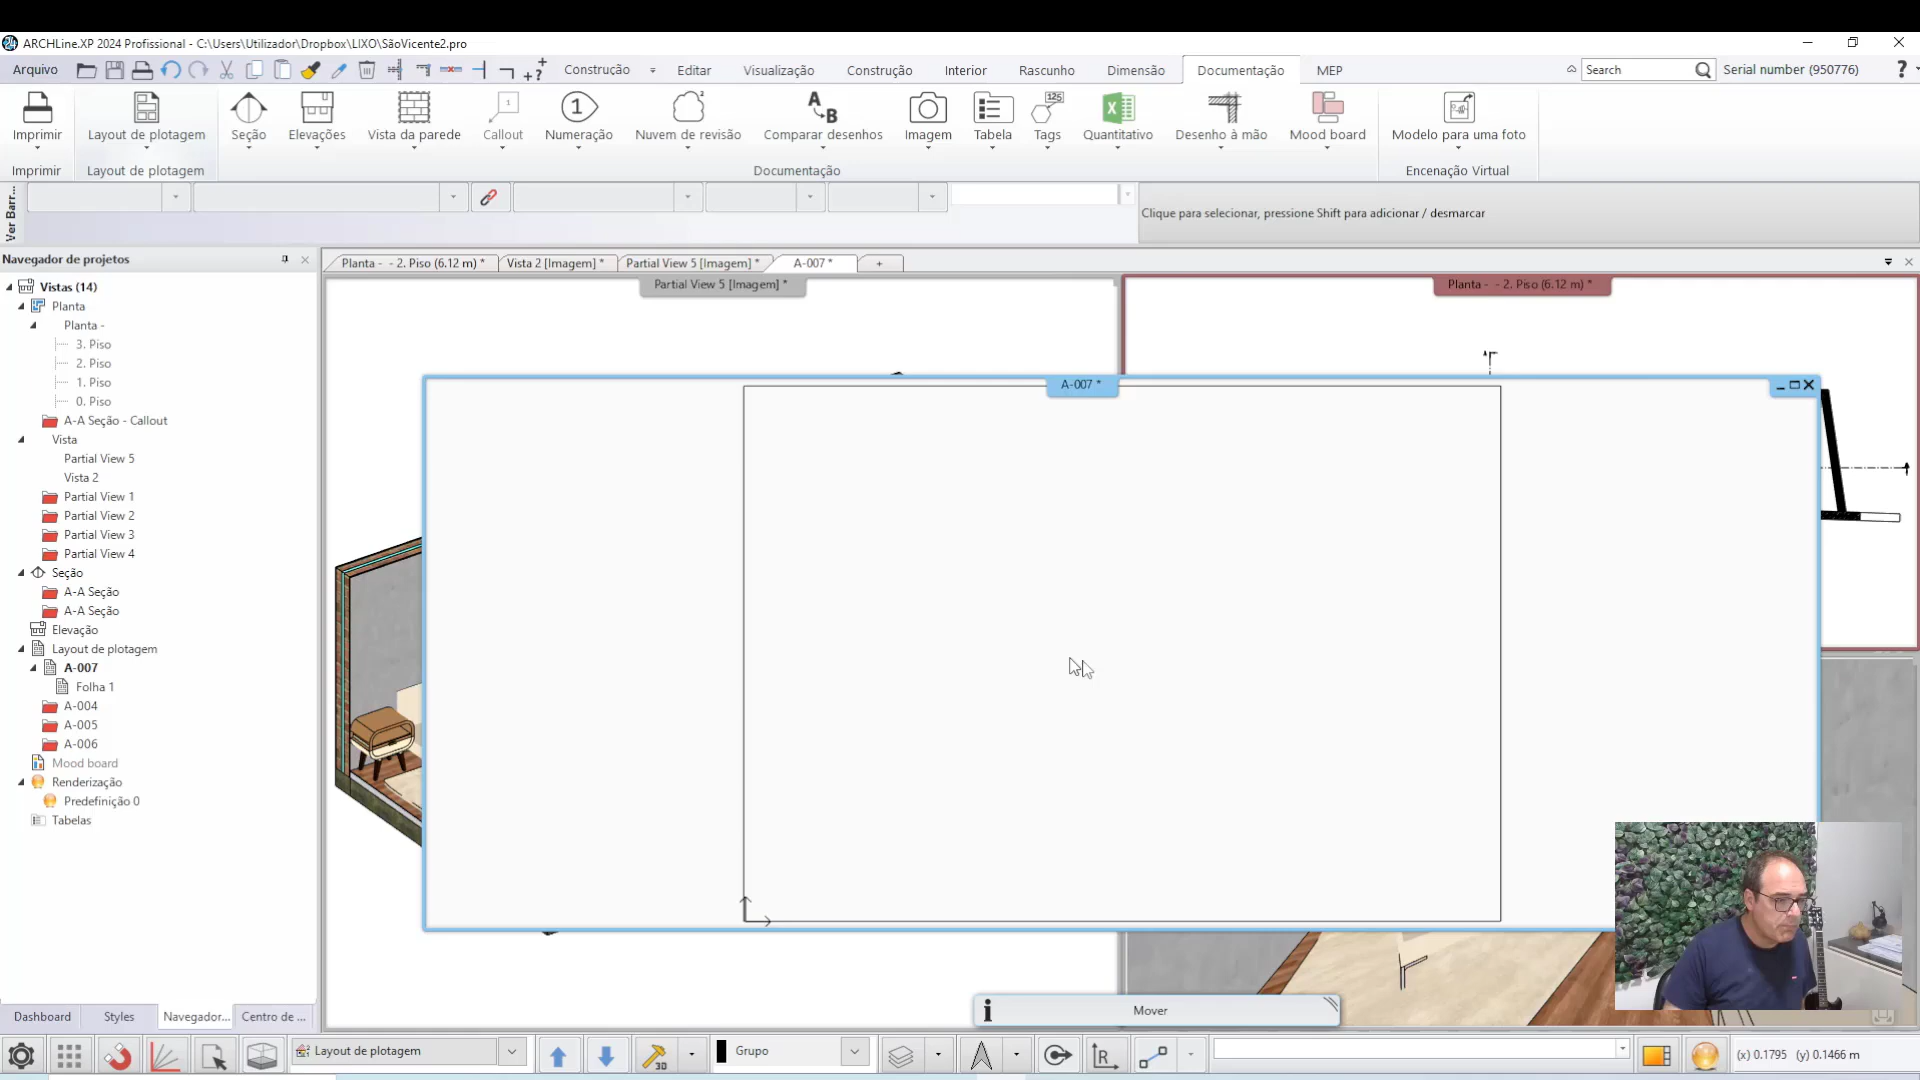 ARCHLine.XP 2024 Profissional - C:\Users\Utilizador\Dropbox\LIXO\SãoVicente2.pro
Arquivo
Construção
Editar
Visualização
Construção
Interior
Rascunho
Dimensão
Documentação
MEP
Search
Serial number (950776)
Imprimir
Layout de plotagem
Seção
Elevações
Vista da parede
Callout
Numeração
Nuvem de revisão
Comparar desenhos
Imagem
Tabela
Tags
Quantitativo
Desenho à mão
Mood board
Modelo para uma foto
Imprimir
Layout de plotagem
Documentação
Encenação Virtual
Ver Barr...
Clique para selecionar, pressione Shift para adicionar / desmarcar
Navegador de projetos
Planta - - 2. Piso (6.12 m) *
Vista 2 [Imagem] *
Partial View 5 [Imagem] *
A-007 *
+
Partial View 5 [Imagem] *
Planta - - 2. Piso (6.12 m) *
A-007 *
Vistas (14)
Planta
Planta -
3. Piso
2. Piso
1. Piso
0. Piso
A-A Seção - Callout
Vista
Partial View 5
Vista 2
Partial View 1
Partial View 2
Partial View 3
Partial View 4
Seção
A-A Seção
A-A Seção
Elevação
Layout de plotagem
A-007
Folha 1
A-004
A-005
A-006
Mood board
Renderização
Predefinição 0
Tabelas
Mover
Dashboard
Styles
Navegador...
Centro de ...
Layout de plotagem
Grupo
(x) 0.1795 (y) 0.1466 m